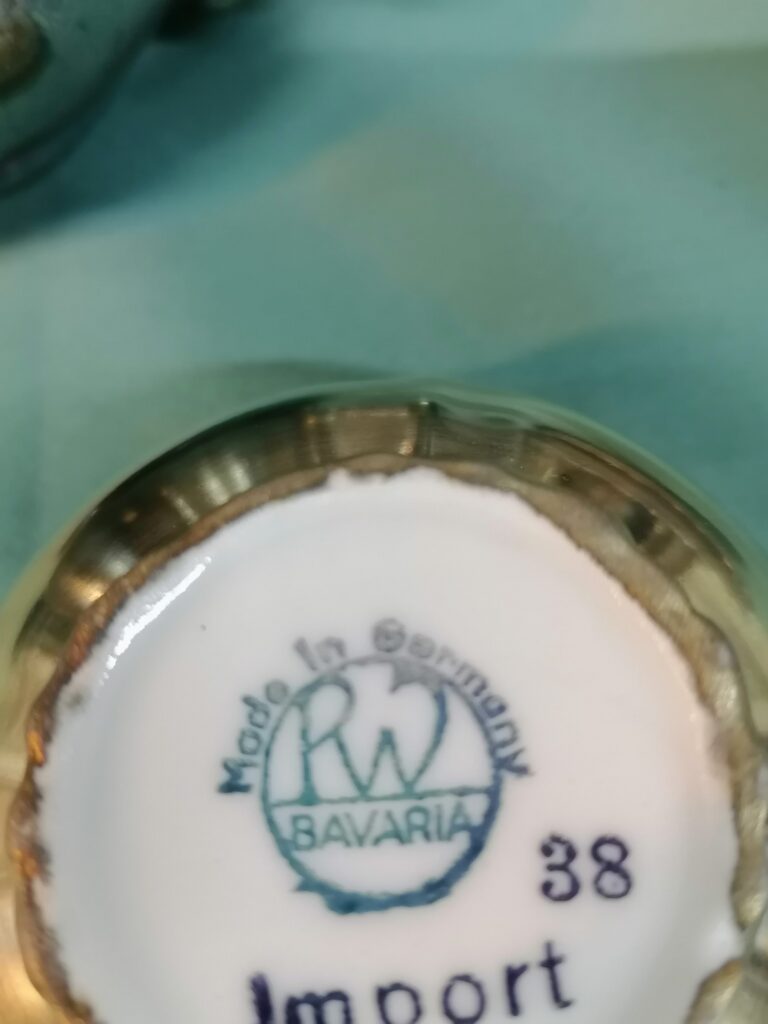 Made in Germany
RW
BAVARIA
38
Import